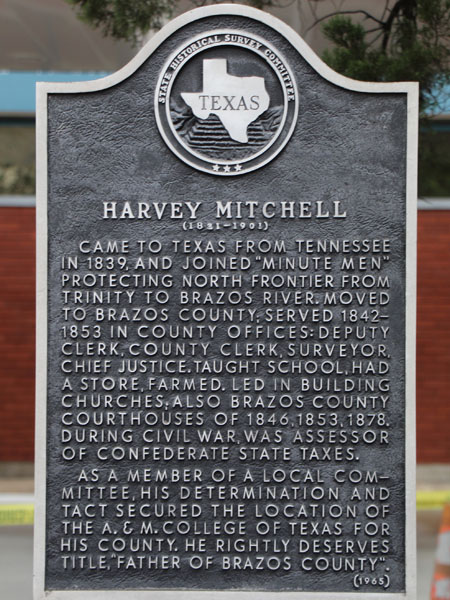 STATE HISTORICAL SURVEY COMMITTEE
TEXAS
HARVEY MITCHELL
(1821-1901)
CAME TO TEXAS FROM TENNESSEE
IN 1839, AND JOINED "MINUTE MEN"
PROTECTING NORTH FRONTIER FROM
TRINITY TO BRAZOS RIVER. MOVED
TO BRAZOS COUNTY; SERVED 1842-
1853 IN COUNTY OFFICES: DEPUTY
CLERK, COUNTY CLERK, SURVEYOR,
CHIEF JUSTICE. TAUGHT SCHOOL, HAD
A STORE, FARMED. LED IN BUILDING
CHURCHES; ALSO BRAZOS COUNTY
COURTHOUSES OF 1846, 1853, 1878.
DURING CIVIL WAR, WAS ASSESSOR
OF CONFEDERATE STATE TAXES.
AS A MEMBER OF A LOCAL COM-
MITTEE, HIS DETERMINATION AND
TACT SECURED THE LOCATION OF
THE A. & M. COLLEGE OF TEXAS FOR
HIS COUNTY. HE RIGHTLY DESERVES
TITLE, "FATHER OF BRAZOS COUNTY".
(1965)